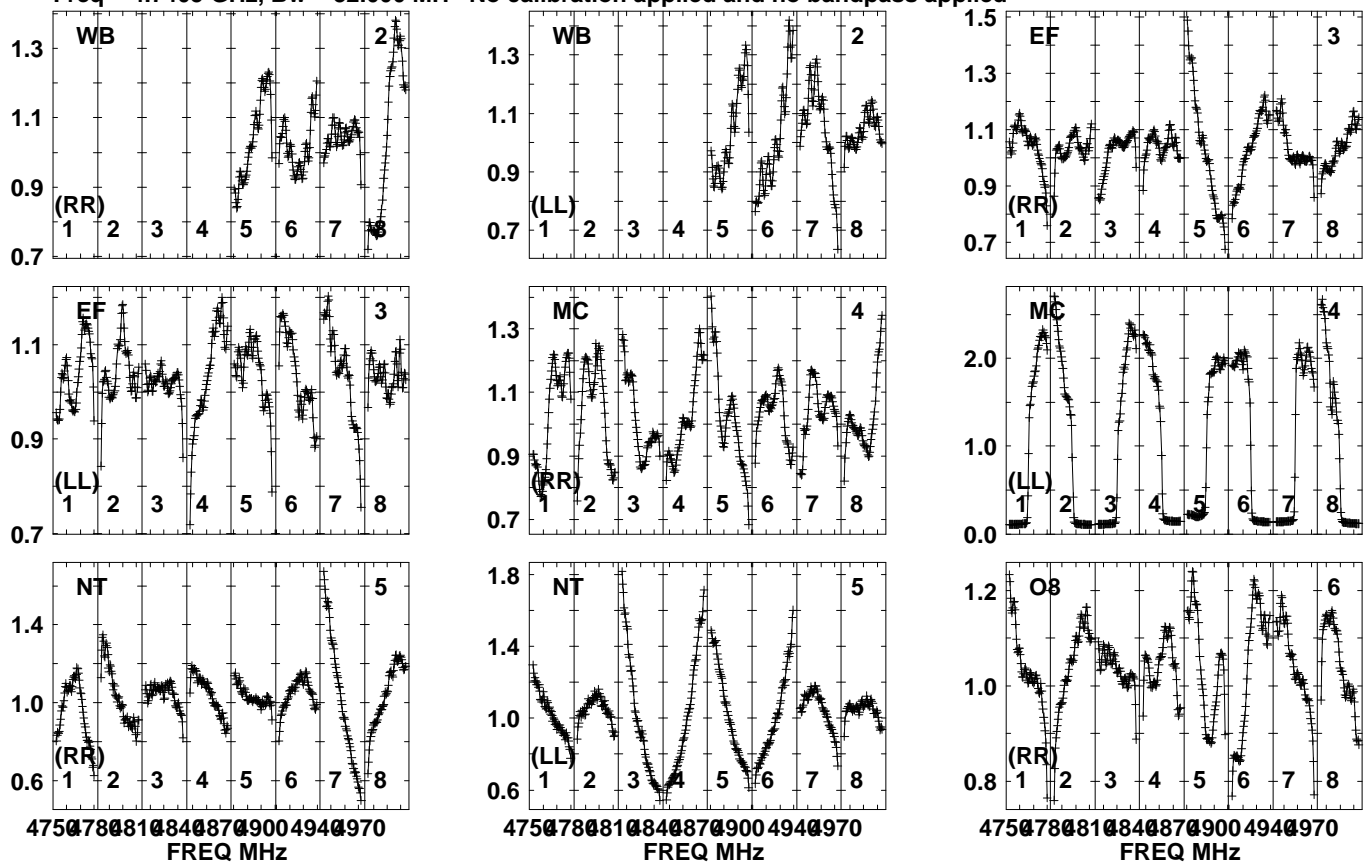 Freq GHz, Bw = 32.000 MH No calibration applied and no bandpass applied
WB 2
1.3
1.1
0.9
0.7
(RR)
1 2 3 4 5 6 7 8
WB 2
1.3
1.1
0.9
0.7
(LL)
1 2 3 4 5 6 7 8
EF 3
1.5
1.3
1.1
0.9
0.7
(RR)
1 2 3 4 5 6 7 8
EF 3
1.1
0.9
0.7
(LL)
1 2 3 4 5 6 7 8
MC 4
1.3
1.1
0.9
0.7
(RR)
1 2 3 4 5 6 7 8
MC 4
2.0
1.0
0.0
(LL)
1 2 3 4 5 6 7 8
NT 5
1.4
1.0
0.6
(RR)
1 2 3 4 5 6 7 8
4750 4780 4810 4840 4870 4900 4940 4970
FREQ MHz
NT 5
1.8
1.4
1.0
0.6
(LL)
1 2 3 4 5 6 7 8
4750 4780 4810 4840 4870 4900 4940 4970
FREQ MHz
O8 6
1.2
1.0
0.8
(RR)
1 2 3 4 5 6 7 8
4750 4780 4810 4840 4870 4900 4940 4970
FREQ MHz